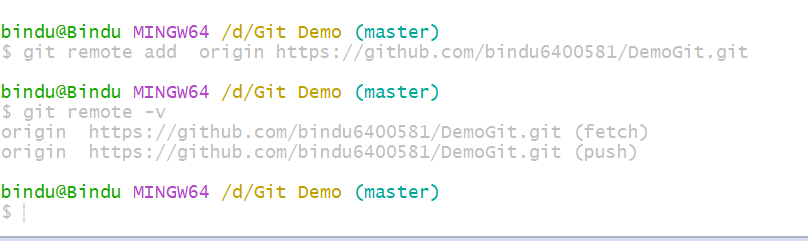 bindu@Bindu MINGW64 /d/Git Demo (master)
$ git remote add  origin https://github.com/bindu6400581/DemoGit.git
bindu@Bindu MINGW64 /d/Git Demo (master)
$ git remote -v
origin  https://github.com/bindu6400581/DemoGit.git (fetch)
origin  https://github.com/bindu6400581/DemoGit.git (push)
bindu@Bindu MINGW64 /d/Git Demo (master)
$